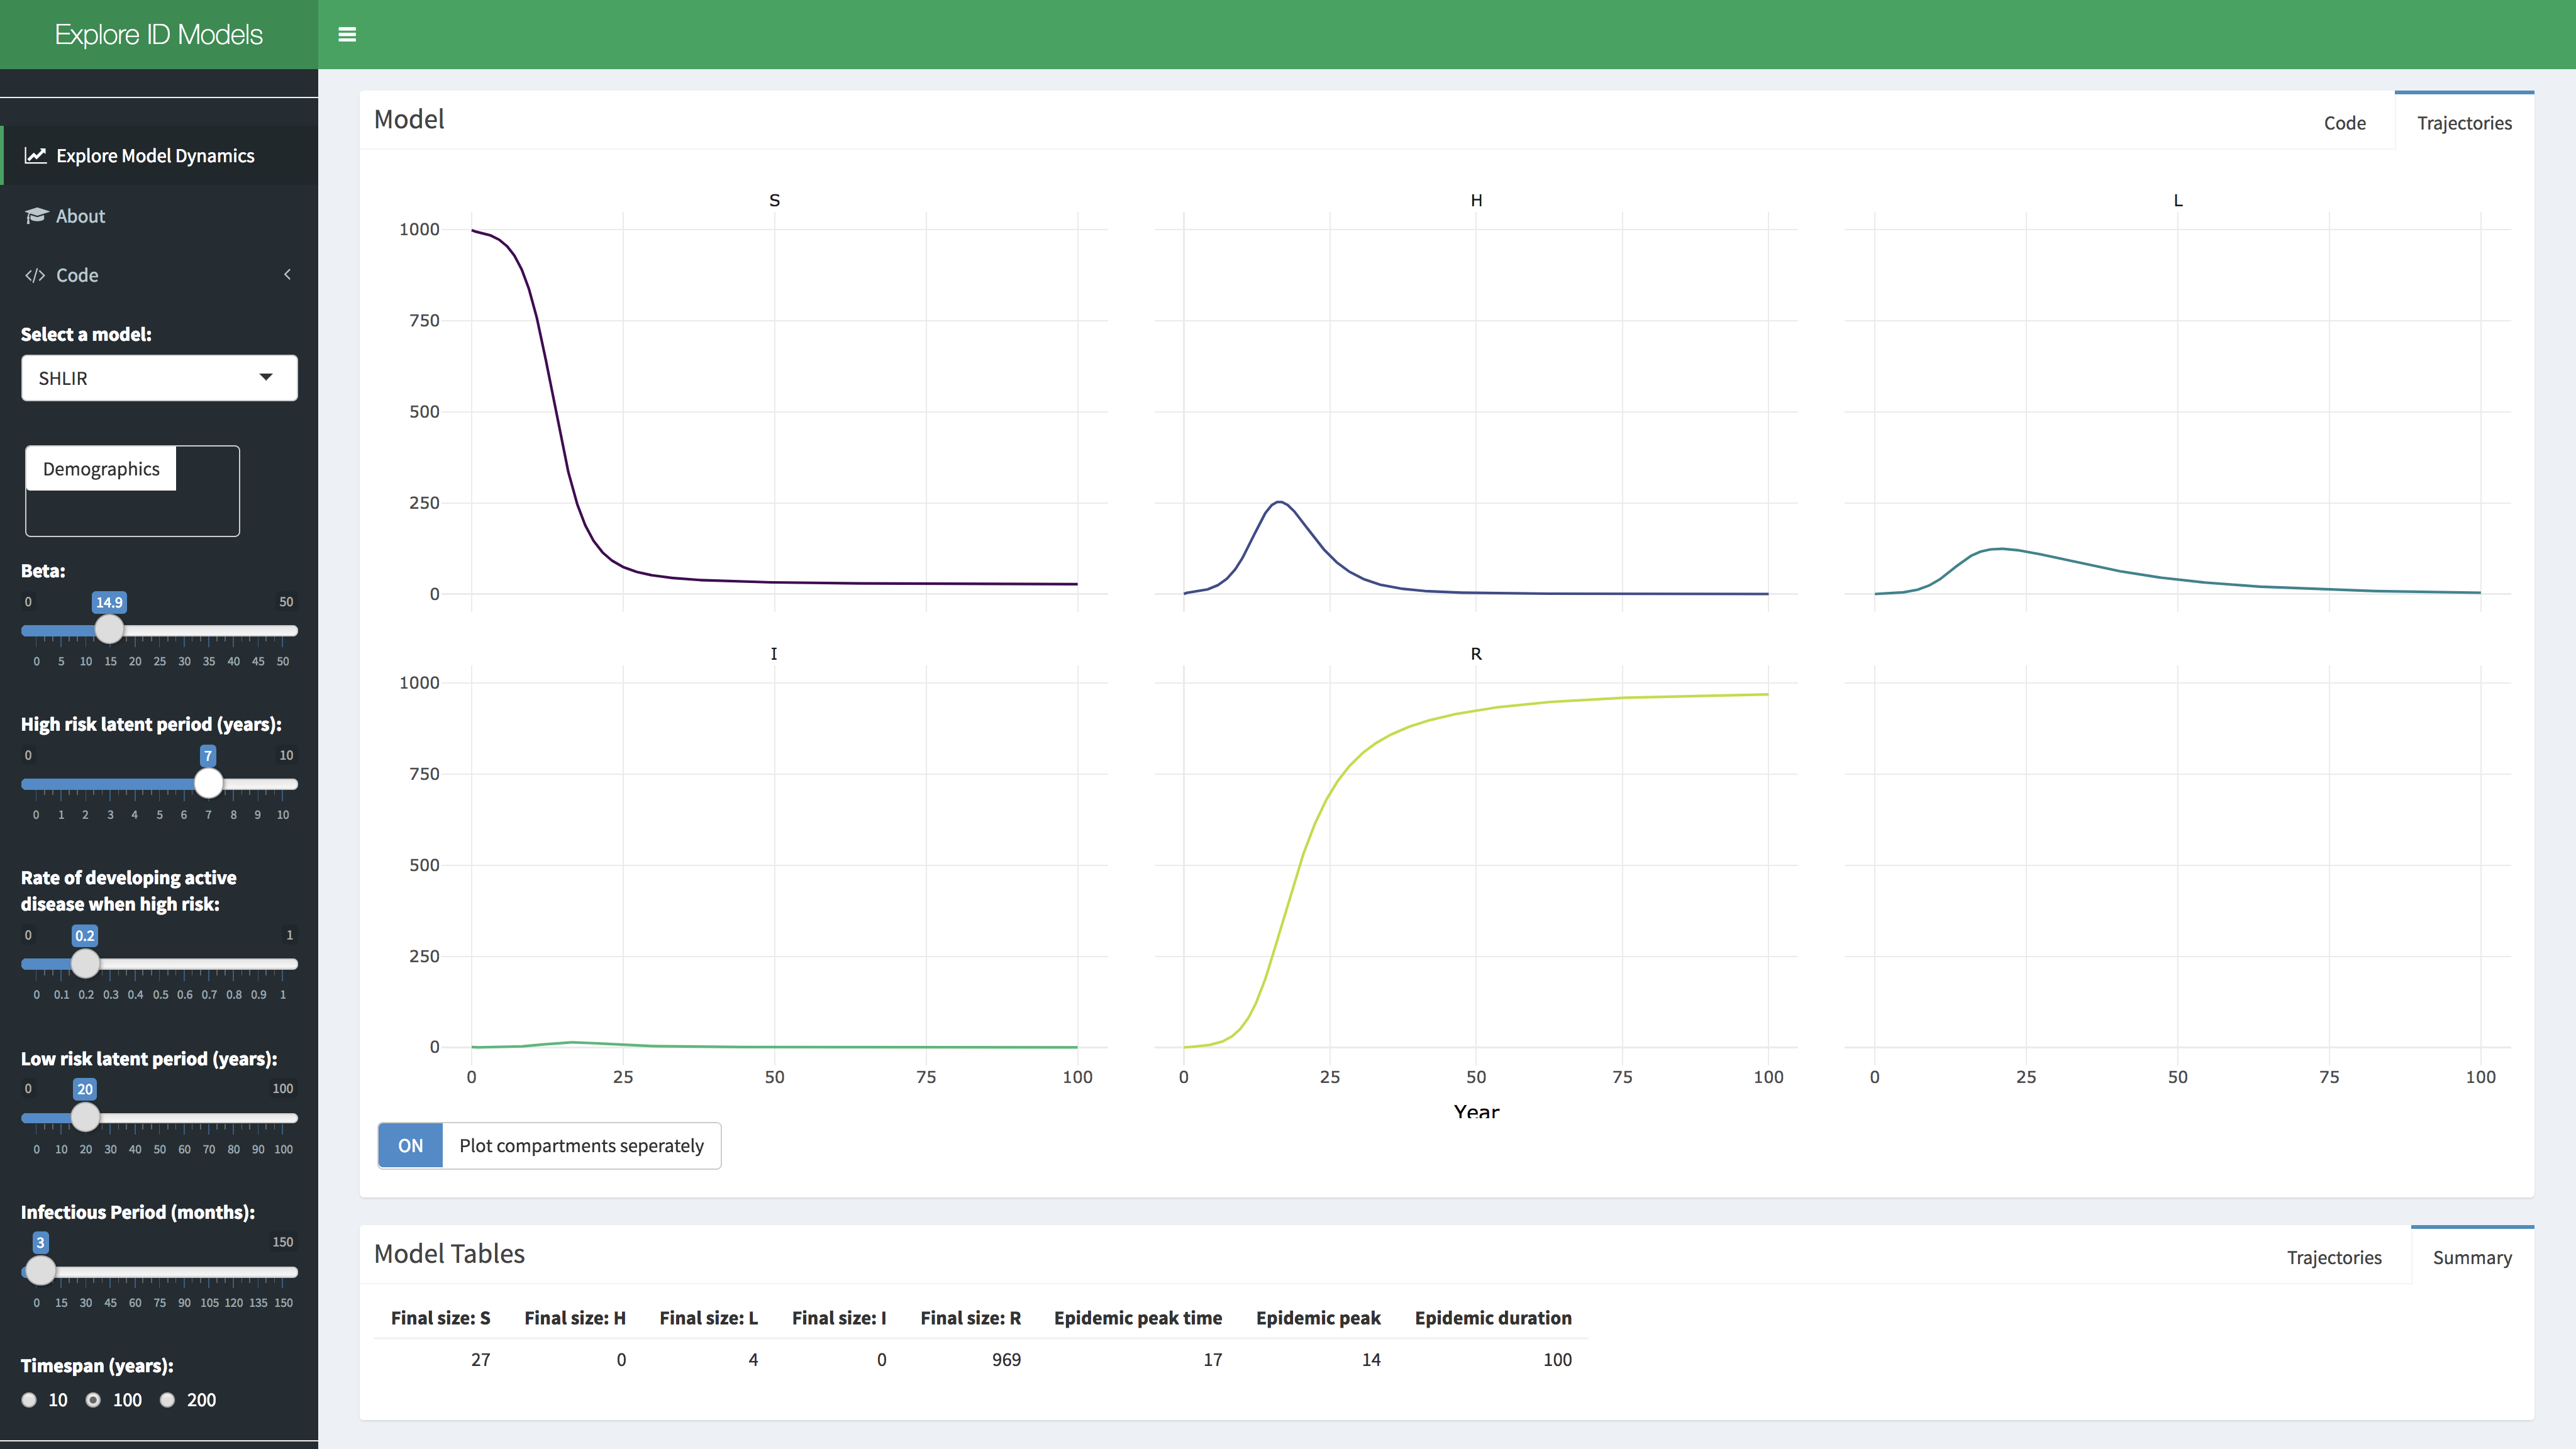 Explore ID Models
Explore Model Dynamics
About
Code
Select a model:
SHLIR
Demographics
Beta:
0 14.9 50
0 5 10 15 20 25 30 35 40 45 50
High risk latent period (years):
0 7 10
0 1 2 3 4 5 6 7 8 9 10
Rate of developing active
disease when high risk:
0 0.2 1
0 0.1 0.2 0.3 0.4 0.5 0.6 0.7 0.8 0.9 1
Low risk latent period (years):
0 20 100
0 10 20 30 40 50 60 70 80 90 100
Infectious Period (months):
3 150
0 15 30 45 60 75 90 105 120 135 150
Timespan (years):
10 100 200
Model Code Trajectories
S H L
1000
750
500
250
0
I R
1000
750
500
250
0
0 25 50 75 100 0 25 50 75 100 0 25 50 75 100
Year
ON Plot compartments seperately
Model Tables Trajectories Summary
Final size: S Final size: H Final size: L Final size: I Final size: R Epidemic peak time Epidemic peak Epidemic duration
27 0 4 0 969 17 14 100